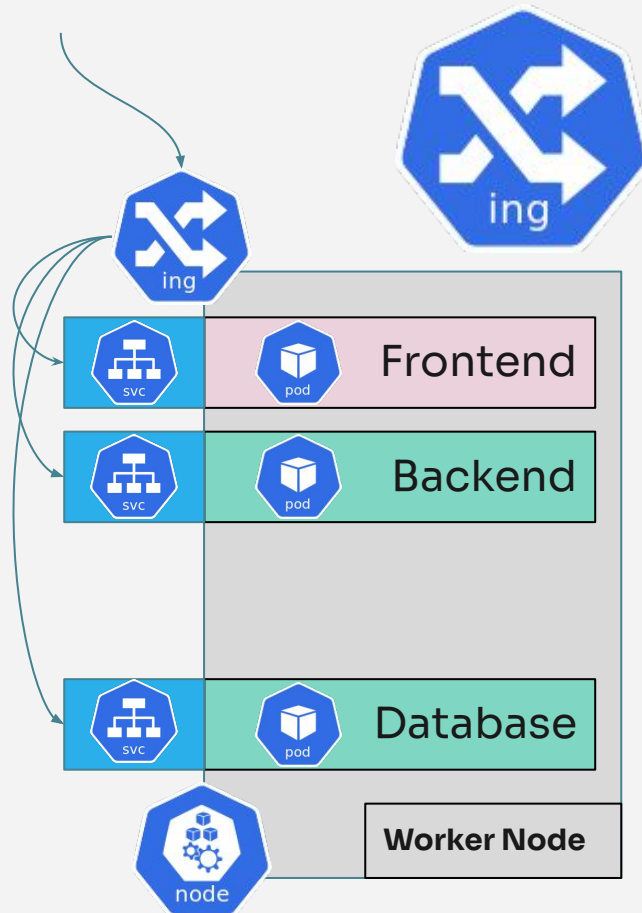 ing
ing
svc
pod
Frontend
svc
pod
Backend
svc
pod
Database
Worker Node
node